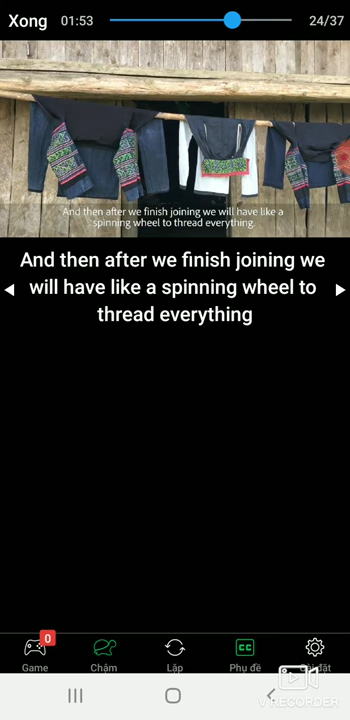 Xong 01:53 24/37
And then after we finish joining we will have like a
spinning wheel to thread everything.
And then after we finish joining we
will have like a spinning wheel to
thread everything
0
Game Chậm Lặp Phụ đề Cài đặt
V RECORDER